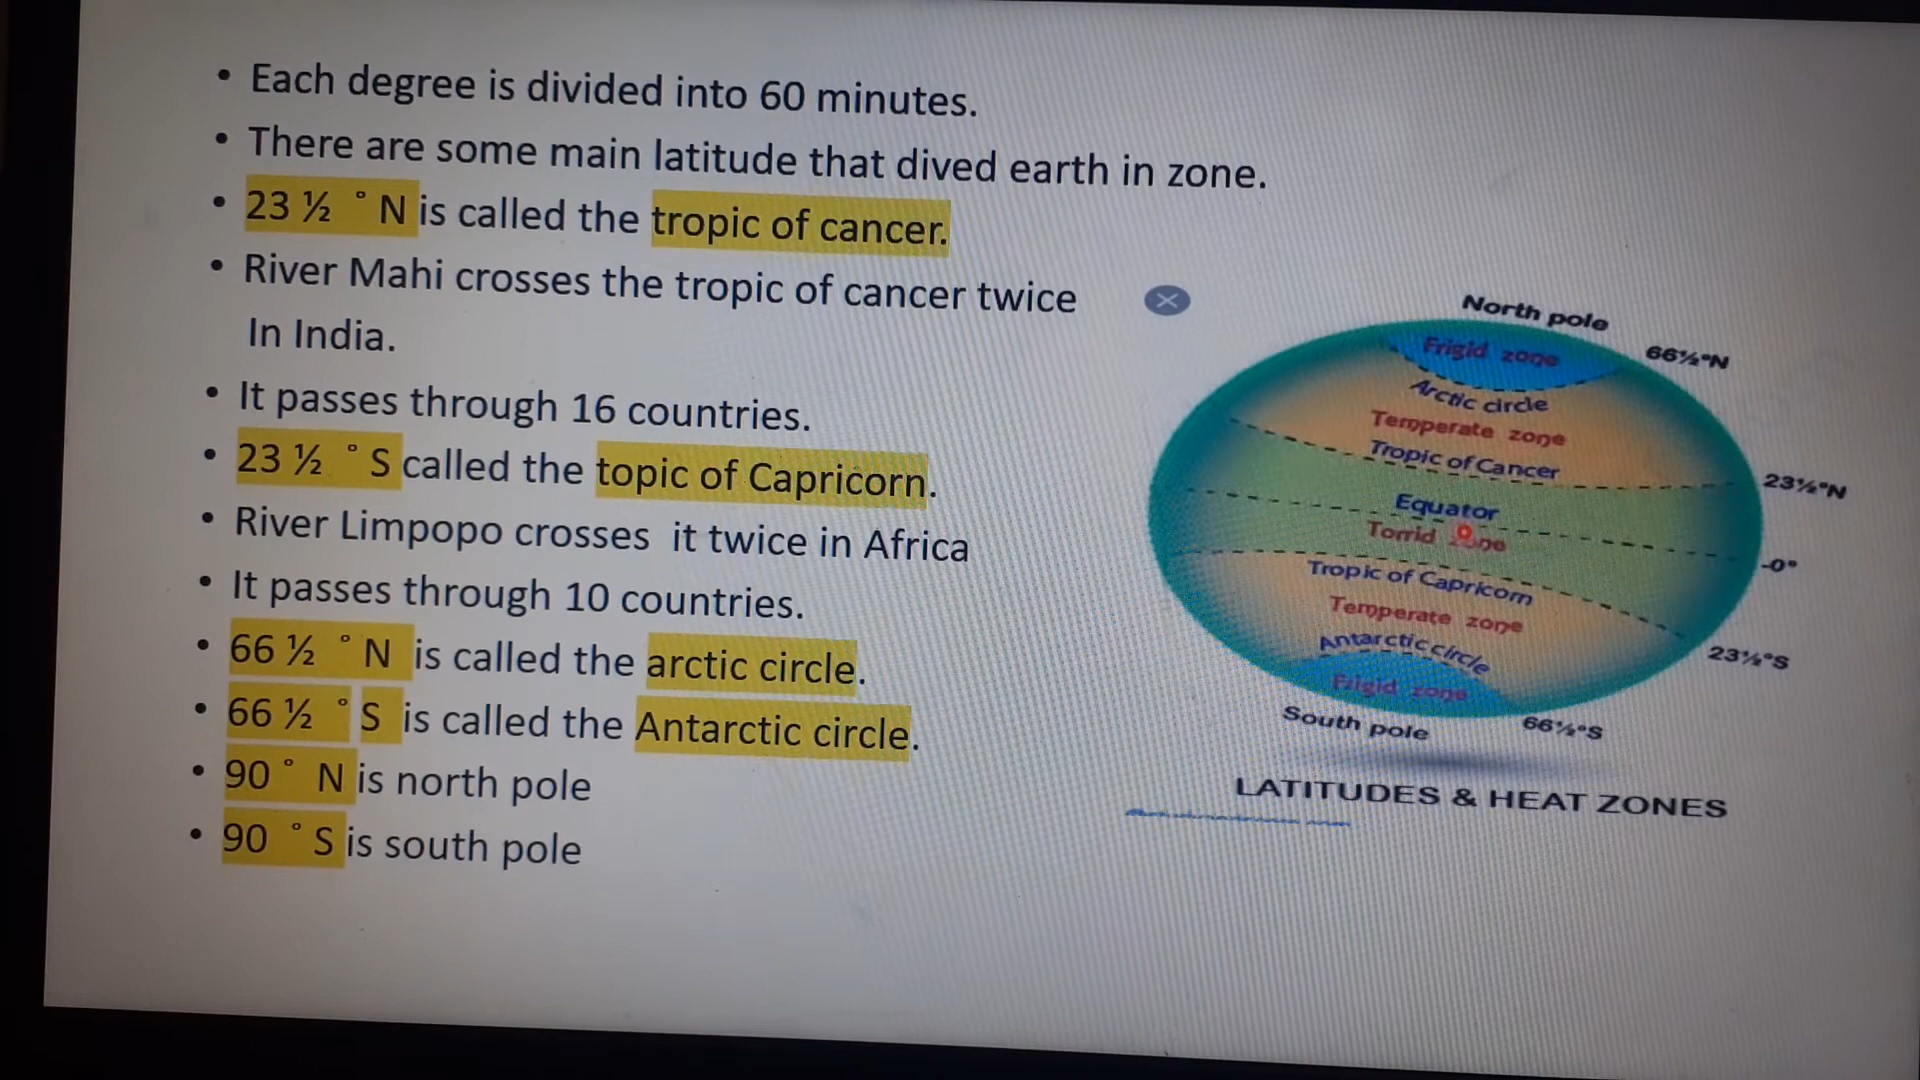 • Each degree is divided into 60 minutes.
• There are some main latitude that dived earth in zone.
• 23 ½ ° N is called the tropic of cancer.
• River Mahi crosses the tropic of cancer twice
In India.
• It passes through 16 countries.
• 23 ½ ° S called the topic of Capricorn.
• River Limpopo crosses it twice in Africa
• It passes through 10 countries.
• 66 ½ ° N is called the arctic circle.
• 66 ½ ° S is called the Antarctic circle.
• 90 ° N is north pole
• 90 ° S is south pole
North pole
66½°N
Frigid zone
Arctic circle
Temperate zone
Tropic of Cancer
23½°N
Equator
-0°
Torrid zone
Tropic of Capricorn
Temperate zone
23½°S
Antarctic circle
Frigid zone
South pole
66½°S
LATITUDES & HEAT ZONES